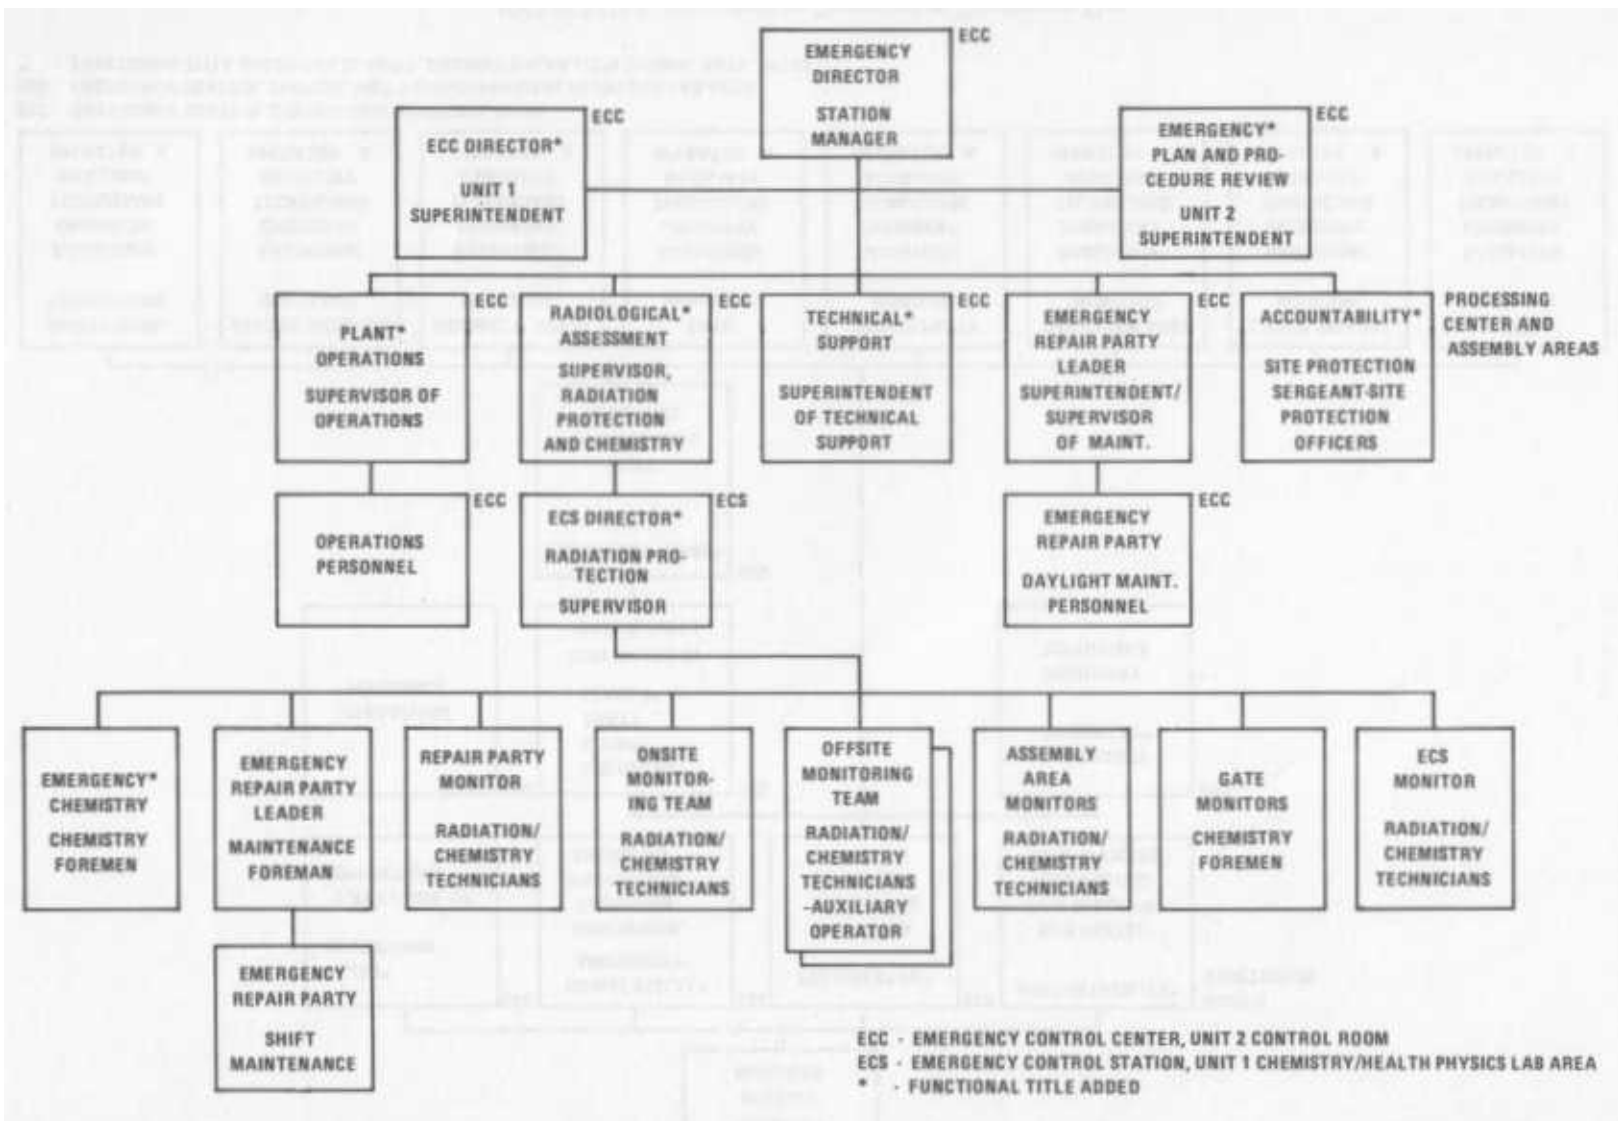 EMERGENCY
DIRECTOR
STATION
MANAGER
ECC
ECC DIRECTOR*
UNIT 1
SUPERINTENDENT
ECC
EMERGENCY*
PLAN AND PRO-
CEDURE REVIEW
UNIT 2
SUPERINTENDENT
ECC
PLANT*
OPERATIONS
SUPERVISOR OF
OPERATIONS
ECC
RADIOLOGICAL*
ASSESSMENT
SUPERVISOR,
RADIATION
PROTECTION
AND CHEMISTRY
ECC
TECHNICAL*
SUPPORT
SUPERINTENDENT
OF TECHNICAL
SUPPORT
ECC
EMERGENCY
REPAIR PARTY
LEADER
SUPERINTENDENT/
SUPERVISOR
OF MAINT.
ECC
ACCOUNTABILITY*
SITE PROTECTION
SERGEANT-SITE
PROTECTION
OFFICERS
PROCESSING
CENTER AND
ASSEMBLY AREAS
OPERATIONS
PERSONNEL
ECC
ECS DIRECTOR*
RADIATION PRO-
TECTION
SUPERVISOR
ECS
EMERGENCY
REPAIR PARTY
DAYLIGHT MAINT.
PERSONNEL
ECC
EMERGENCY*
CHEMISTRY
CHEMISTRY
FOREMEN
EMERGENCY
REPAIR PARTY
LEADER
MAINTENANCE
FOREMAN
REPAIR PARTY
MONITOR
RADIATION/
CHEMISTRY
TECHNICIANS
ONSITE
MONITOR-
ING TEAM
RADIATION/
CHEMISTRY
TECHNICIANS
OFFSITE
MONITORING
TEAM
RADIATION/
CHEMISTRY
TECHNICIANS
-AUXILIARY
OPERATOR
ASSEMBLY
AREA
MONITORS
RADIATION/
CHEMISTRY
TECHNICIANS
GATE
MONITORS
CHEMISTRY
FOREMEN
ECS
MONITOR
RADIATION/
CHEMISTRY
TECHNICIANS
EMERGENCY
REPAIR PARTY
SHIFT
MAINTENANCE
ECC - EMERGENCY CONTROL CENTER, UNIT 2 CONTROL ROOM
ECS - EMERGENCY CONTROL STATION, UNIT 1 CHEMISTRY/HEALTH PHYSICS LAB AREA
* - FUNCTIONAL TITLE ADDED